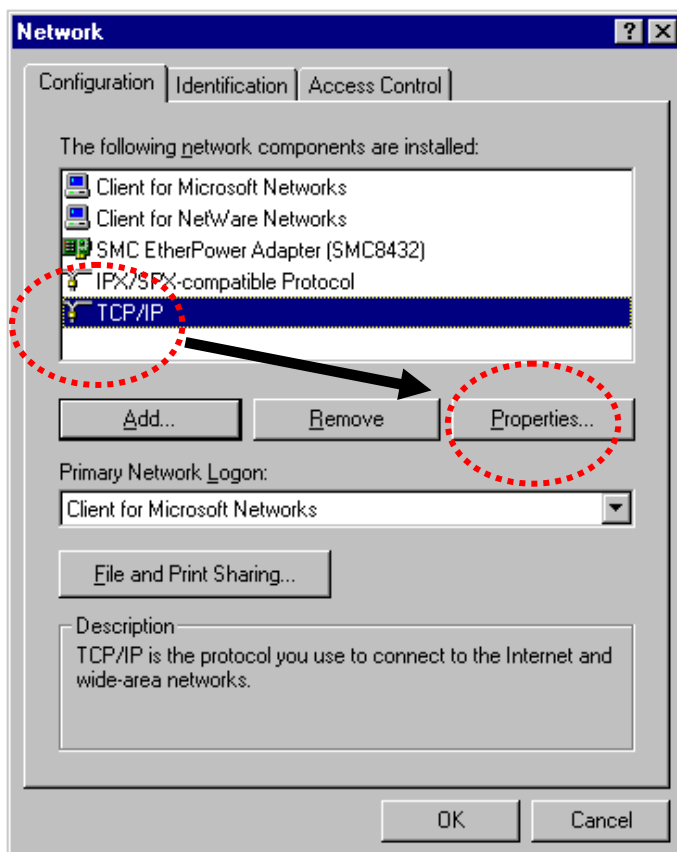 Network
Configuration Identification Access Control
The following network components are installed:
Client for Microsoft Networks
Client for NetWare Networks
SMC EtherPower Adapter (SMC8432)
IPX/SPX-compatible Protocol
TCP/IP
Add... Remove Properties...
Primary Network Logon:
Client for Microsoft Networks
File and Print Sharing...
Description
TCP/IP is the protocol you use to connect to the Internet and
wide-area networks.
OK Cancel